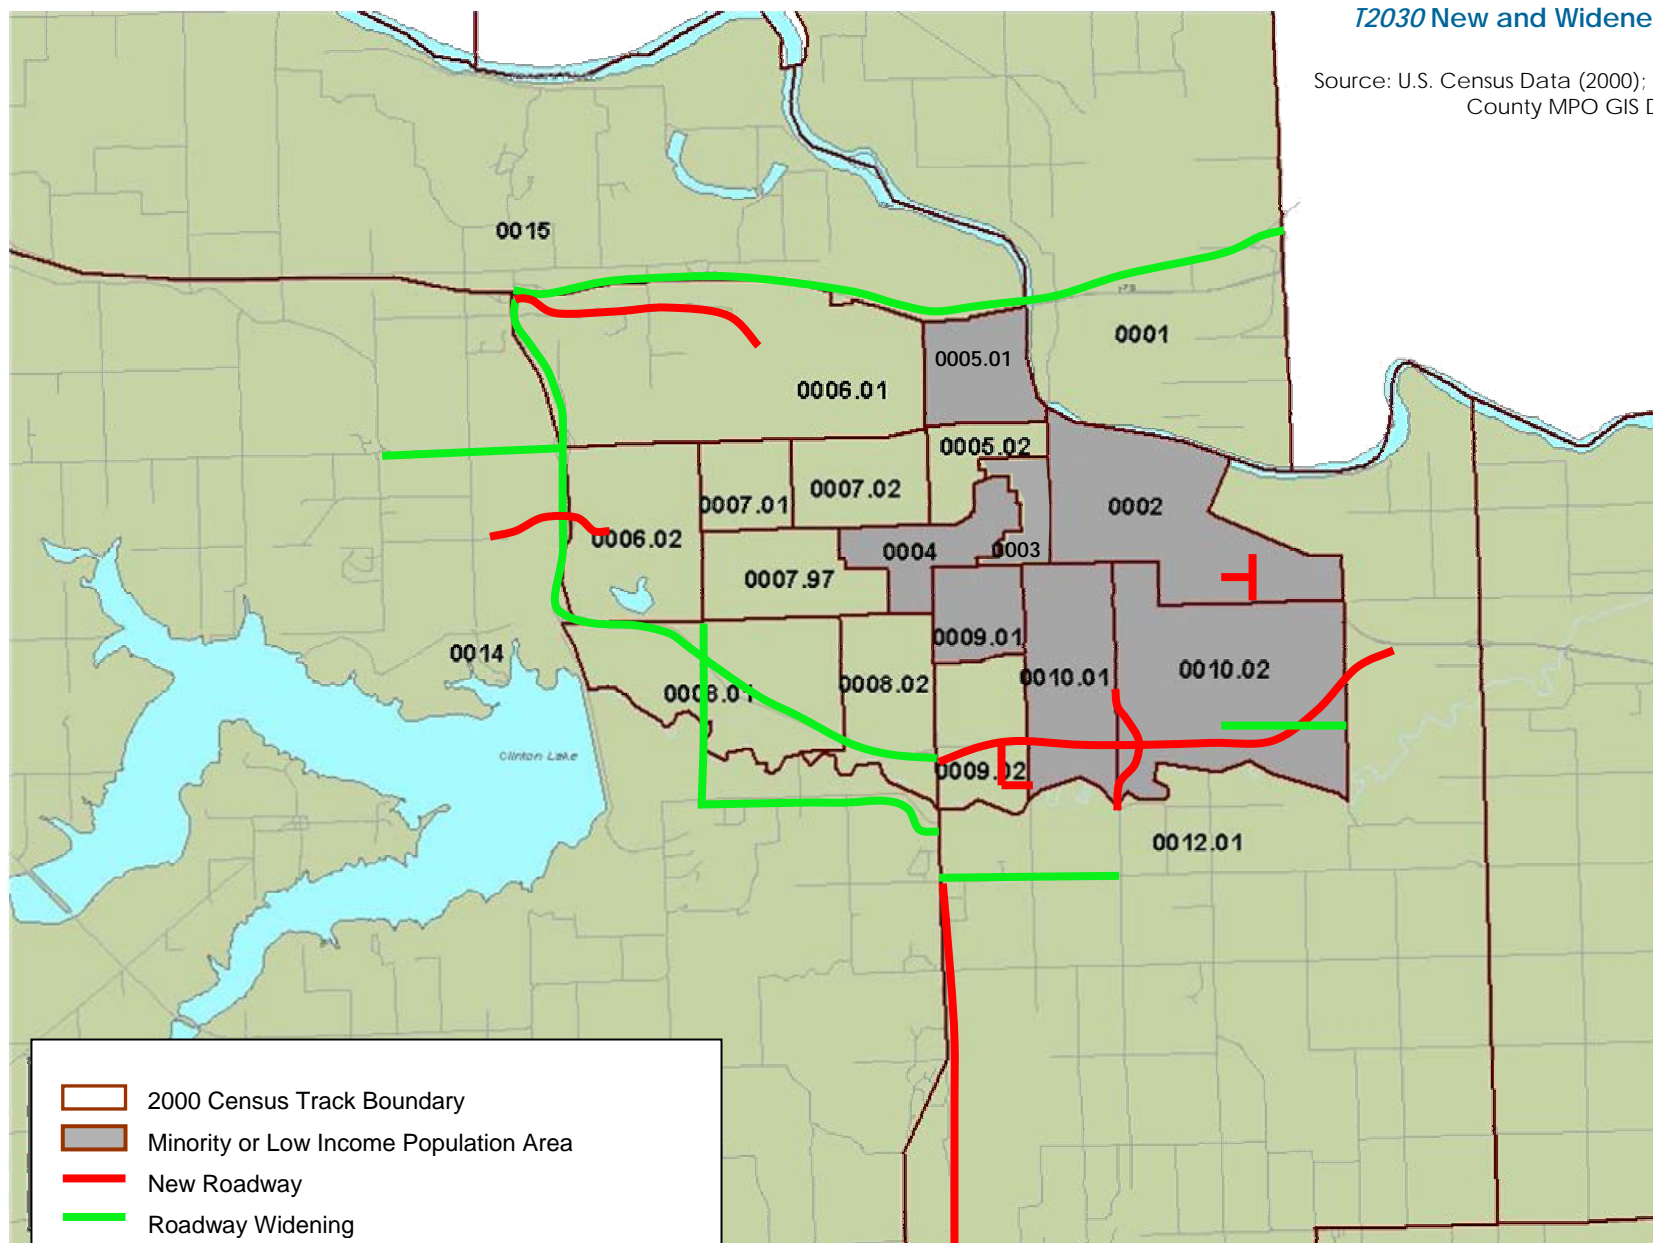 T2030 New and Widene
Source: U.S. Census Data (2000);
County MPO GIS D
0015
0001
0005.01
0006.01
0005.02
0007.02
0007.01
0002
0006.02
0004
0003
0007.97
0009.01
0014
0010.02
0010.01
0008.02
0008.01
Clinton Lake
0009.02
0012.01
2000 Census Track Boundary
Minority or Low Income Population Area
New Roadway
Roadway Widening